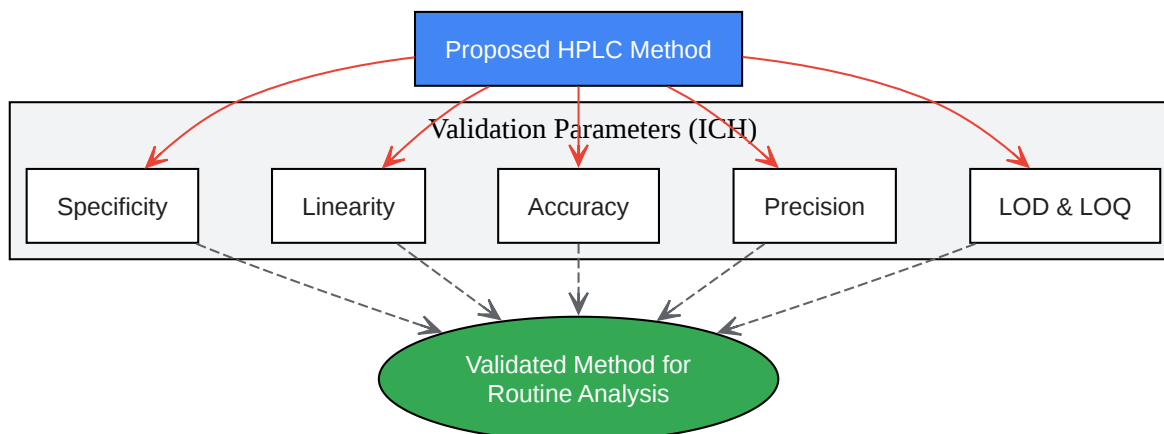 Proposed HPLC Method
Validation Parameters (ICH)
Specificity
Linearity
Accuracy
Precision
LOD & LOQ
Validated Method for
Routine Analysis